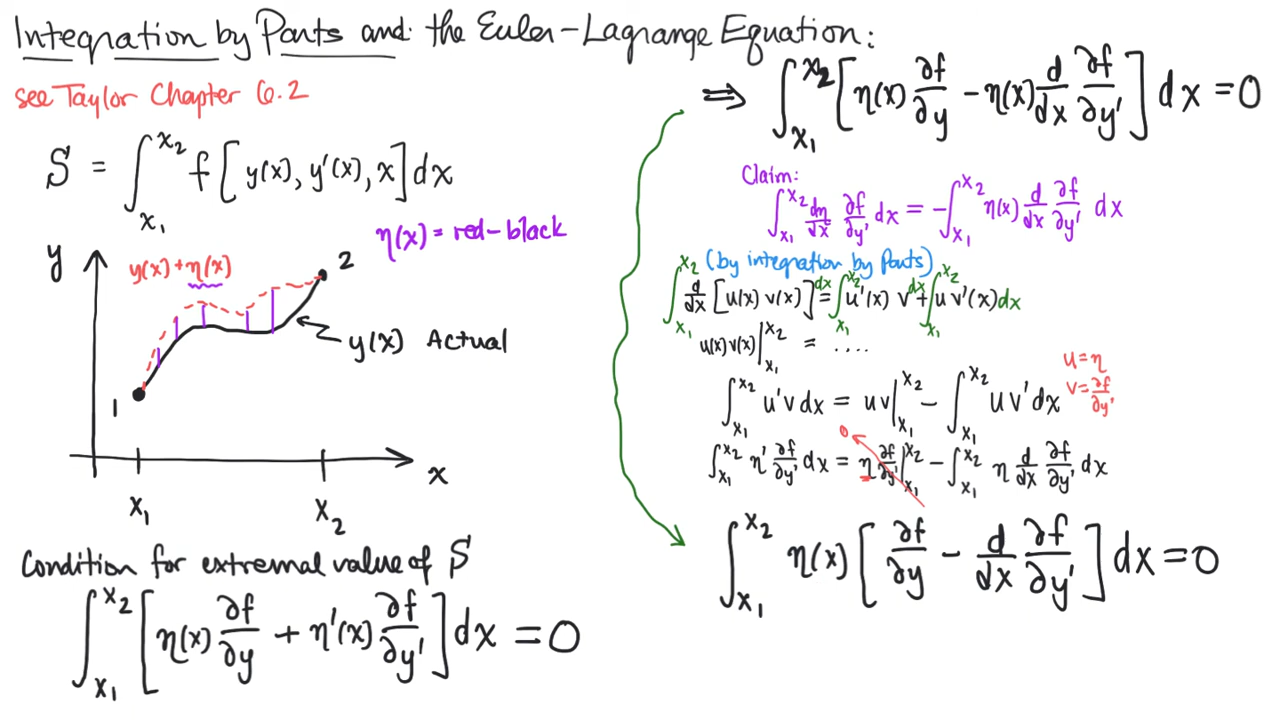 Integration by Parts and the Euler-Lagrange Equation:
see Taylor Chapter 6.2
S = ∫_{x₁}^{x₂} f[y(x), y'(x), x] dx
η(x) = red-black
y
y(x)+η(x)
2
y(x) Actual
1
x
x₁
x₂
Condition for extremal value of S
∫_{x₁}^{x₂} [η(x) ∂f/∂y + η'(x) ∂f/∂y'] dx = 0
⇒ ∫_{x₁}^{x₂} [η(x) ∂f/∂y - η(x) d/dx ∂f/∂y'] dx = 0
Claim:
∫_{x₁}^{x₂} dη/dx ∂f/∂y' dx = -∫_{x₁}^{x₂} η(x) d/dx ∂f/∂y' dx
(by integration by Parts)
∫_{x₁}^{x₂} d/dx [u(x) v(x)] dx = ∫_{x₁}^{x₂} u'(x) v dx + ∫_{x₁}^{x₂} u v'(x) dx
u(x) v(x)|_{x₁}^{x₂} = ....
u = η
v = ∂f/∂y'
∫_{x₁}^{x₂} u'v dx = uv|_{x₁}^{x₂} - ∫_{x₁}^{x₂} u v' dx
0
∫_{x₁}^{x₂} η' ∂f/∂y' dx = η ∂f/∂y'|_{x₁}^{x₂} - ∫_{x₁}^{x₂} η d/dx ∂f/∂y' dx
∫_{x₁}^{x₂} η(x) [∂f/∂y - d/dx ∂f/∂y'] dx = 0